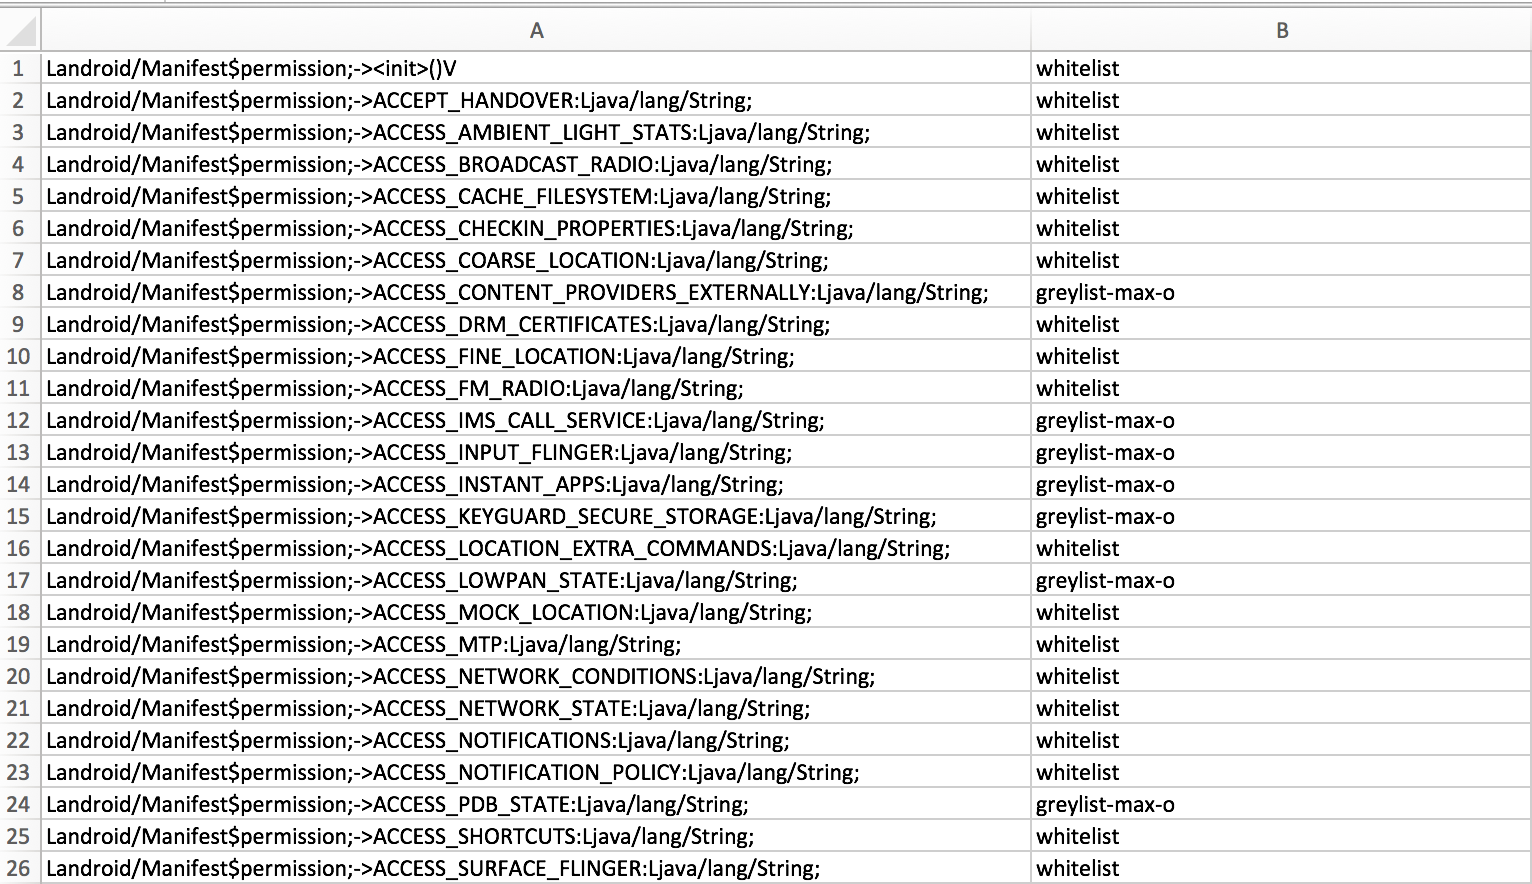 A B
1 Landroid/Manifest$permission;-><init>()V whitelist
2 Landroid/Manifest$permission;->ACCEPT_HANDOVER:Ljava/lang/String; whitelist
3 Landroid/Manifest$permission;->ACCESS_AMBIENT_LIGHT_STATS:Ljava/lang/String; whitelist
4 Landroid/Manifest$permission;->ACCESS_BROADCAST_RADIO:Ljava/lang/String; whitelist
5 Landroid/Manifest$permission;->ACCESS_CACHE_FILESYSTEM:Ljava/lang/String; whitelist
6 Landroid/Manifest$permission;->ACCESS_CHECKIN_PROPERTIES:Ljava/lang/String; whitelist
7 Landroid/Manifest$permission;->ACCESS_COARSE_LOCATION:Ljava/lang/String; whitelist
8 Landroid/Manifest$permission;->ACCESS_CONTENT_PROVIDERS_EXTERNALLY:Ljava/lang/String; greylist-max-o
9 Landroid/Manifest$permission;->ACCESS_DRM_CERTIFICATES:Ljava/lang/String; whitelist
10 Landroid/Manifest$permission;->ACCESS_FINE_LOCATION:Ljava/lang/String; whitelist
11 Landroid/Manifest$permission;->ACCESS_FM_RADIO:Ljava/lang/String; whitelist
12 Landroid/Manifest$permission;->ACCESS_IMS_CALL_SERVICE:Ljava/lang/String; greylist-max-o
13 Landroid/Manifest$permission;->ACCESS_INPUT_FLINGER:Ljava/lang/String; greylist-max-o
14 Landroid/Manifest$permission;->ACCESS_INSTANT_APPS:Ljava/lang/String; greylist-max-o
15 Landroid/Manifest$permission;->ACCESS_KEYGUARD_SECURE_STORAGE:Ljava/lang/String; greylist-max-o
16 Landroid/Manifest$permission;->ACCESS_LOCATION_EXTRA_COMMANDS:Ljava/lang/String; whitelist
17 Landroid/Manifest$permission;->ACCESS_LOWPAN_STATE:Ljava/lang/String; greylist-max-o
18 Landroid/Manifest$permission;->ACCESS_MOCK_LOCATION:Ljava/lang/String; whitelist
19 Landroid/Manifest$permission;->ACCESS_MTP:Ljava/lang/String; whitelist
20 Landroid/Manifest$permission;->ACCESS_NETWORK_CONDITIONS:Ljava/lang/String; whitelist
21 Landroid/Manifest$permission;->ACCESS_NETWORK_STATE:Ljava/lang/String; whitelist
22 Landroid/Manifest$permission;->ACCESS_NOTIFICATIONS:Ljava/lang/String; whitelist
23 Landroid/Manifest$permission;->ACCESS_NOTIFICATION_POLICY:Ljava/lang/String; whitelist
24 Landroid/Manifest$permission;->ACCESS_PDB_STATE:Ljava/lang/String; greylist-max-o
25 Landroid/Manifest$permission;->ACCESS_SHORTCUTS:Ljava/lang/String; whitelist
26 Landroid/Manifest$permission;->ACCESS_SURFACE_FLINGER:Ljava/lang/String; whitelist